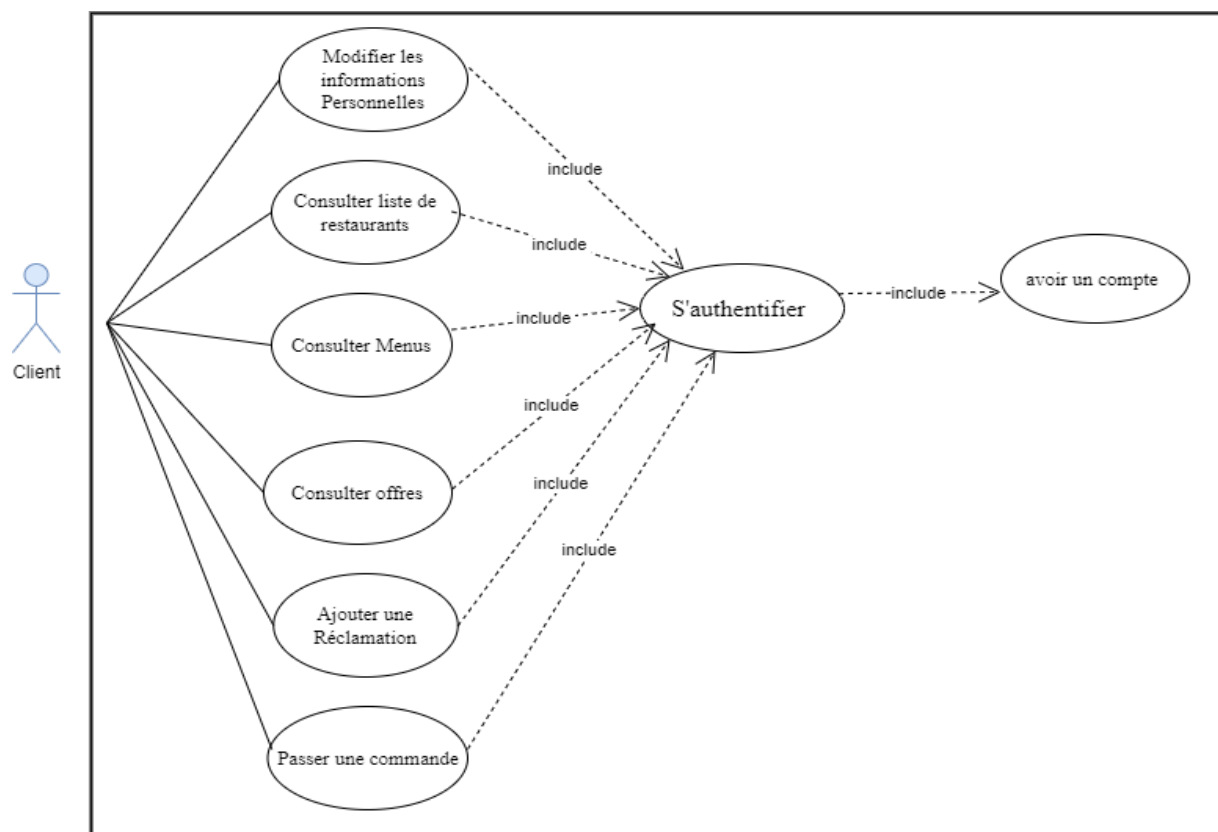 Modifier les
informations
Personnelles
include
Consulter liste de
restaurants
include
Client
Consulter Menus
include
S'authentifier
include
avoir un compte
Consulter offres
include
Ajouter une
Réclamation
include
Passer une commande
include